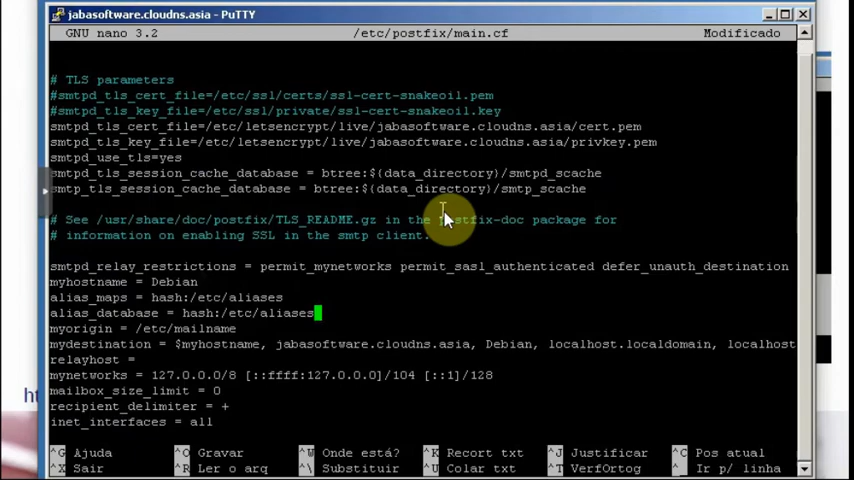 jabasoftware.cloudns.asia - PuTTY
GNU nano 3.2 /etc/postfix/main.cf Modificado
# TLS parameters
#smtpd_tls_cert_file=/etc/ssl/certs/ssl-cert-snakeoil.pem
#smtpd_tls_key_file=/etc/ssl/private/ssl-cert-snakeoil.key
smtpd_tls_cert_file=/etc/letsencrypt/live/jabasoftware.cloudns.asia/cert.pem
smtpd_tls_key_file=/etc/letsencrypt/live/jabasoftware.cloudns.asia/privkey.pem
smtpd_use_tls=yes
smtpd_tls_session_cache_database = btree:${data_directory}/smtpd_scache
smtp_tls_session_cache_database = btree:${data_directory}/smtp_scache
# See /usr/share/doc/postfix/TLS_README.gz in the postfix-doc package for
# information on enabling SSL in the smtp client.
smtpd_relay_restrictions = permit_mynetworks permit_sasl_authenticated defer_unauth_destination
myhostname = Debian
alias_maps = hash:/etc/aliases
alias_database = hash:/etc/aliases
myorigin = /etc/mailname
mydestination = $myhostname, jabasoftware.cloudns.asia, Debian, localhost.localdomain, localhost
relayhost =
mynetworks = 127.0.0.0/8 [::ffff:127.0.0.0]/104 [::1]/128
mailbox_size_limit = 0
recipient_delimiter = +
inet_interfaces = all
ht
^G Ajuda ^O Gravar ^W Onde está? ^K Recort txt ^J Justificar ^C Pos atual
^X Sair ^R Ler o arq ^\ Substituir ^U Colar txt ^T VerfOrtog ^_ Ir p/ linha